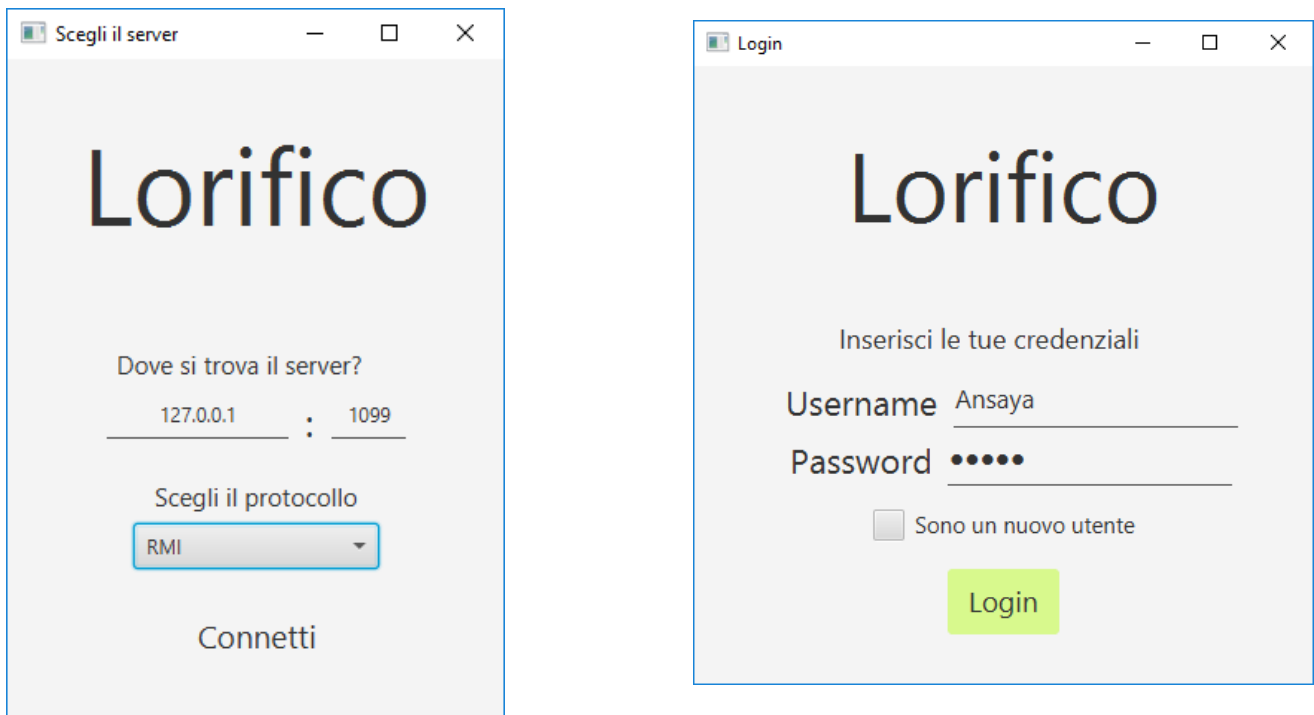 Scegli il server
Lorifico
Dove si trova il server?
127.0.0.1 : 1099
Scegli il protocollo
RMI
Connetti
Login
Lorifico
Inserisci le tue credenziali
Username Ansaya
Password •••••
Sono un nuovo utente
Login